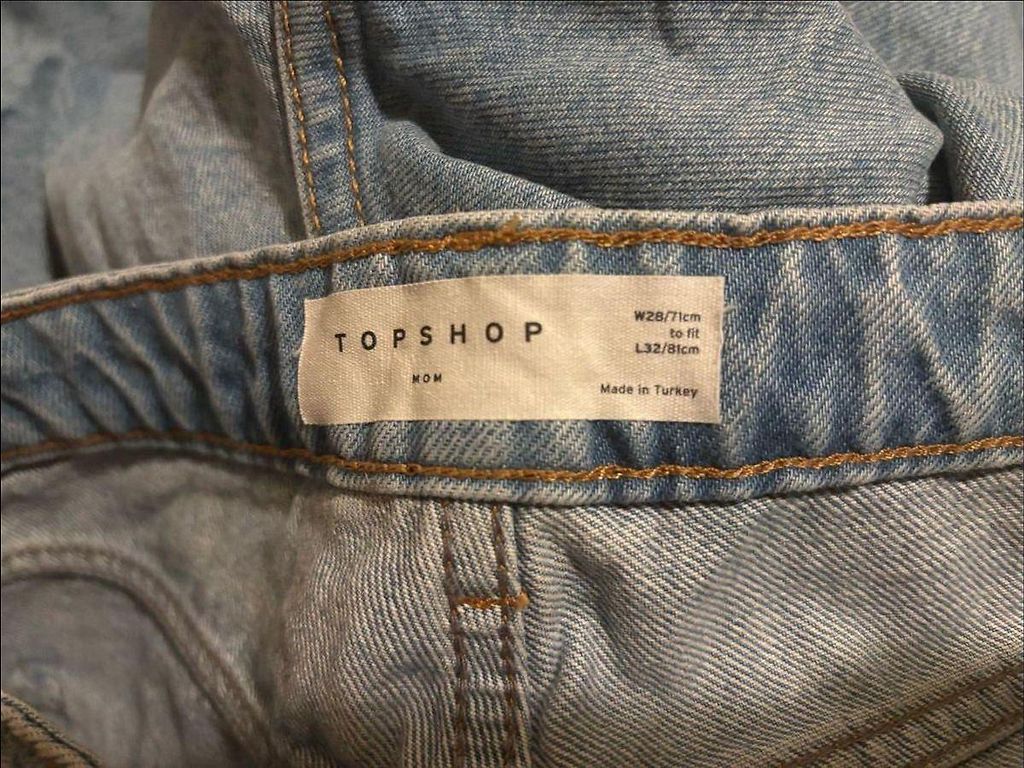 TOPSHOP
MOM
W28/71cm
to fit
L32/81cm
Made in Turkey